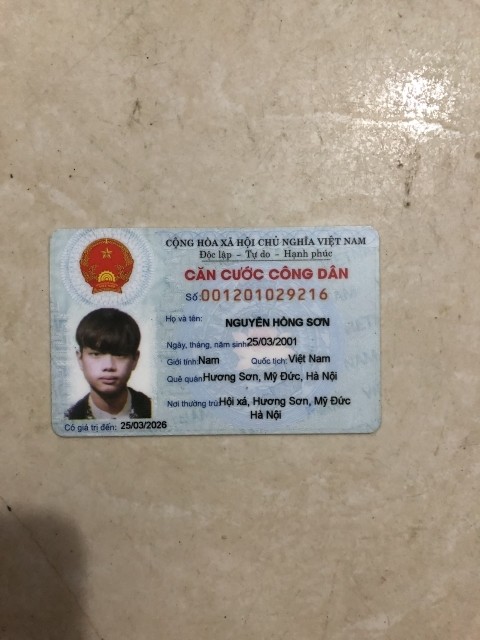 CỘNG HÒA XÃ HỘI CHỦ NGHĨA VIỆT NAM
Độc lập - Tự do - Hạnh phúc
CĂN CƯỚC CÔNG DÂN
Số: 001201029216
Họ và tên: NGUYỄN HỒNG SƠN
Ngày, tháng, năm sinh: 25/03/2001
Giới tính: Nam Quốc tịch: Việt Nam
Quê quán: Hương Sơn, Mỹ Đức, Hà Nội
Nơi thường trú: Hội xá, Hương Sơn, Mỹ Đức
Hà Nội
Có giá trị đến: 25/03/2026